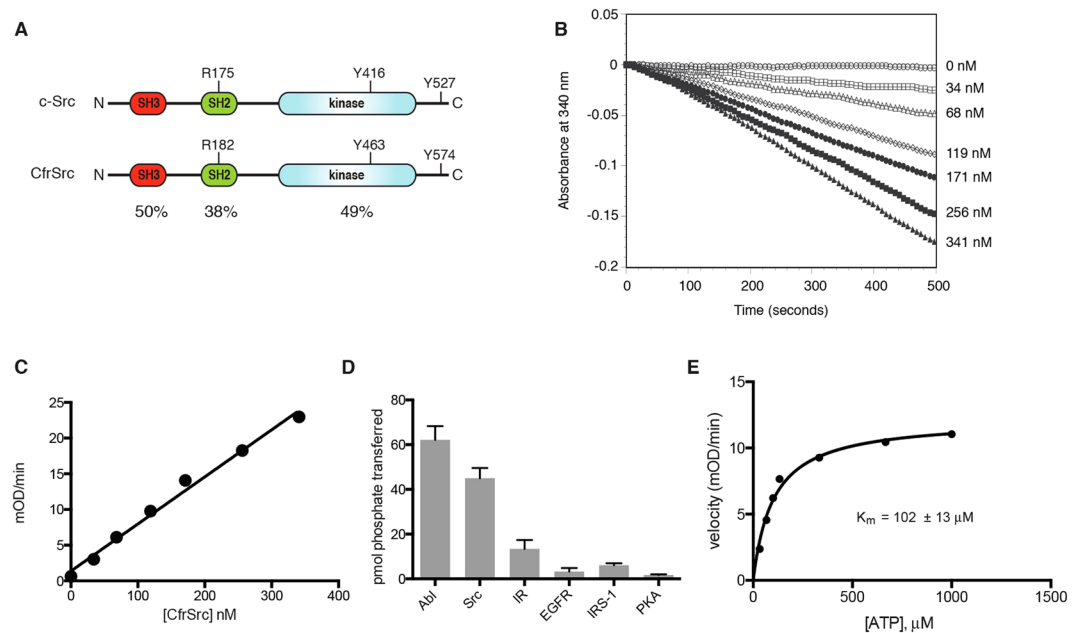 A
R175
Y416
Y527
c-Src
N
SH3
SH2
kinase
C
R182
Y463
Y574
CfrSrc
N
SH3
SH2
kinase
C
50%
38%
49%
B
Absorbance at 340 nm
0.05
0
-0.05
-0.1
-0.15
-0.2
0 nM
34 nM
68 nM
119 nM
171 nM
256 nM
341 nM
0 100 200 300 400 500
Time (seconds)
C
mOD/min
25
20
15
10
5
0
0 100 200 300 400
[CfrSrc] nM
D
pmol phosphate transferred
80
60
40
20
0
Abl
Src
IR
EGFR
IRS-1
PKA
E
velocity (mOD/min)
15
10
5
0
Km = 102 ± 13 μM
0 500 1000 1500
[ATP], μM